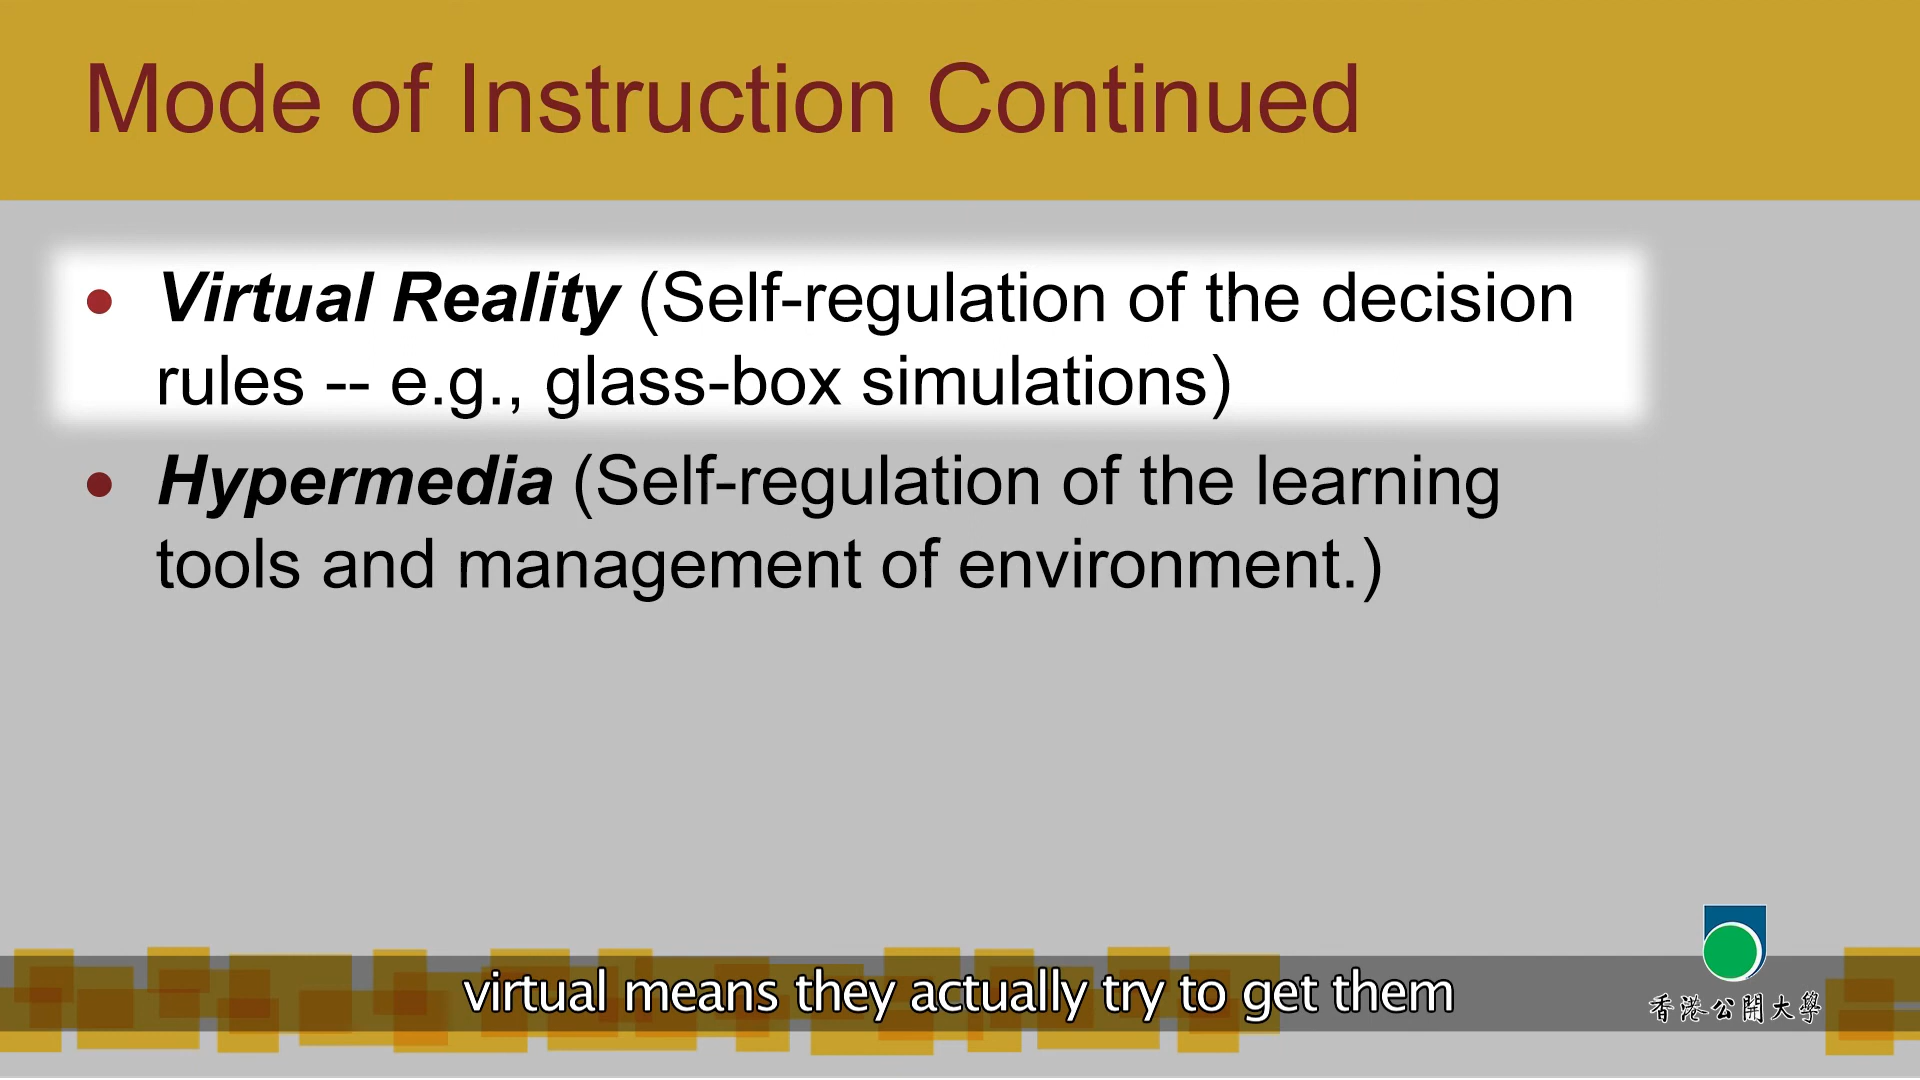 Mode of Instruction Continued
• Virtual Reality (Self-regulation of the decision
rules -- e.g., glass-box simulations)
• Hypermedia (Self-regulation of the learning
tools and management of environment.)
virtual means they actually try to get them
香港公開大學